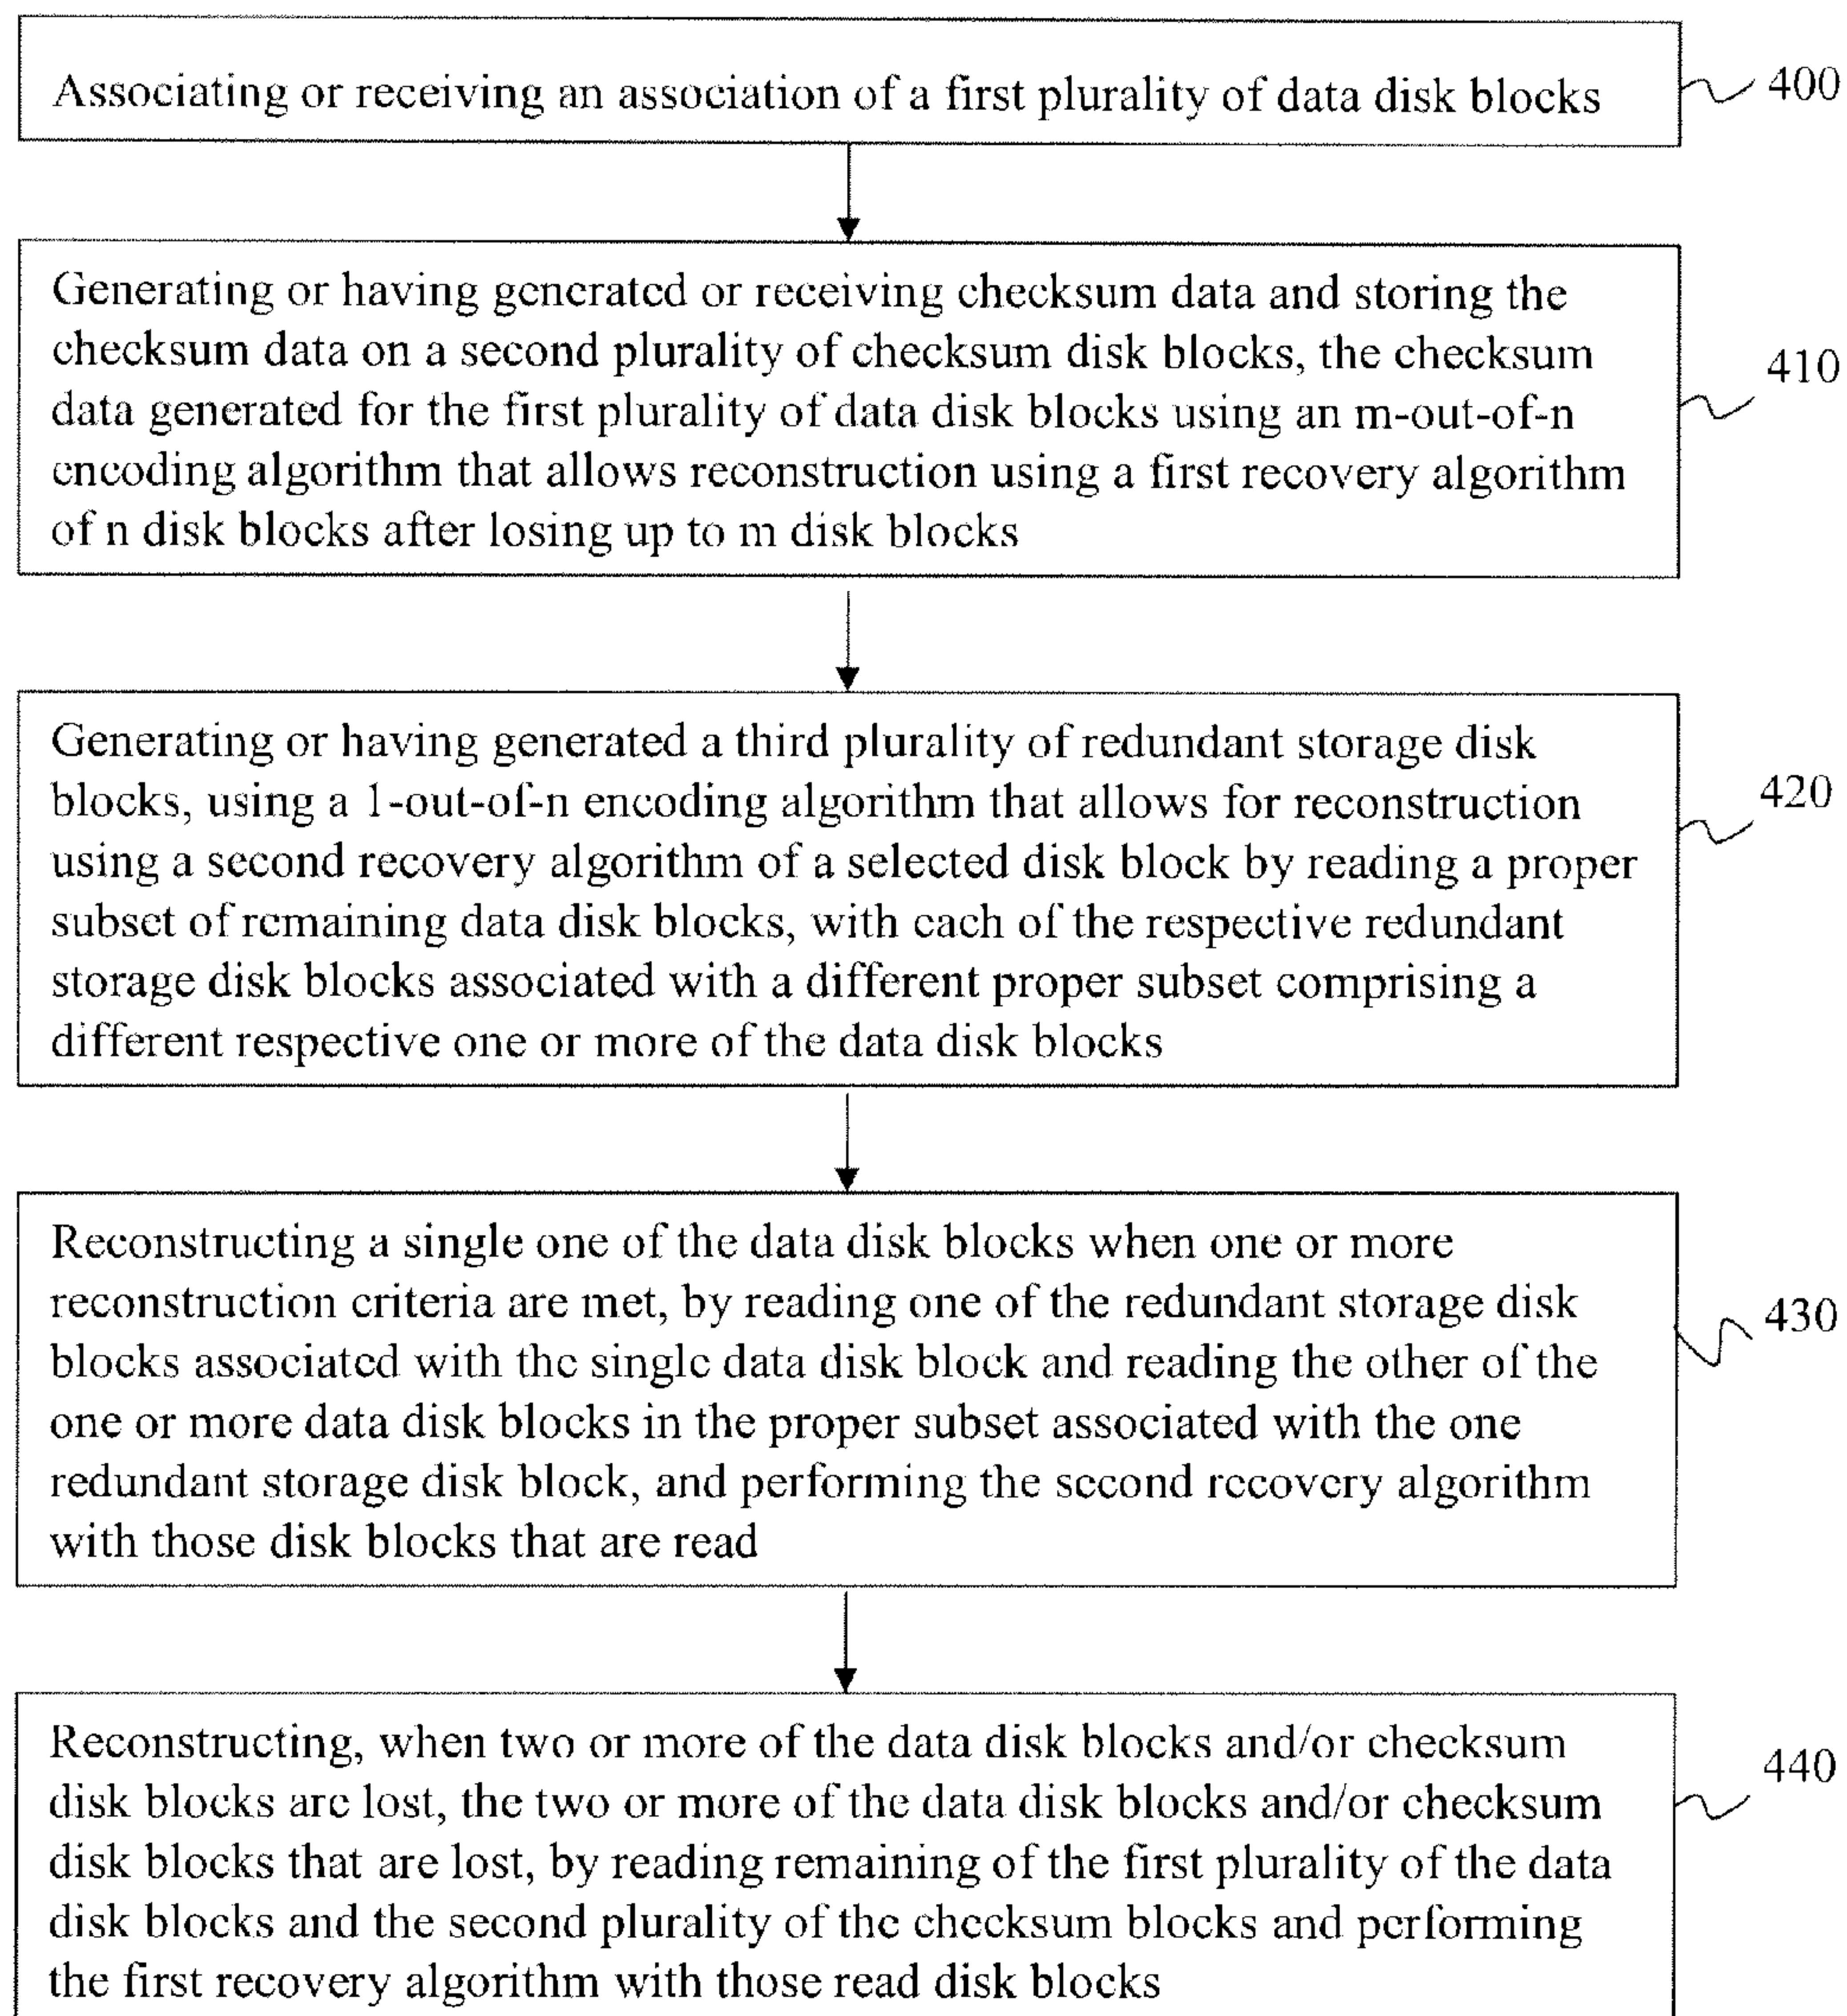 Associating or receiving an association of a first plurality of data disk blocks
400
Generating or having generated or receiving checksum data and storing the
checksum data on a second plurality of checksum disk blocks, the checksum
data generated for the first plurality of data disk blocks using an m-out-of-n
encoding algorithm that allows reconstruction using a first recovery algorithm
of n disk blocks after losing up to m disk blocks
410
Generating or having generated a third plurality of redundant storage disk
blocks, using a 1-out-of-n encoding algorithm that allows for reconstruction
using a second recovery algorithm of a selected disk block by reading a proper
subset of remaining data disk blocks, with each of the respective redundant
storage disk blocks associated with a different proper subset comprising a
different respective one or more of the data disk blocks
420
Reconstructing a single one of the data disk blocks when one or more
reconstruction criteria are met, by reading one of the redundant storage disk
blocks associated with the single data disk block and reading the other of the
one or more data disk blocks in the proper subset associated with the one
redundant storage disk block, and performing the second recovery algorithm
with those disk blocks that are read
430
Reconstructing, when two or more of the data disk blocks and/or checksum
disk blocks are lost, the two or more of the data disk blocks and/or checksum
disk blocks that are lost, by reading remaining of the first plurality of the data
disk blocks and the second plurality of the checksum blocks and performing
the first recovery algorithm with those read disk blocks
440